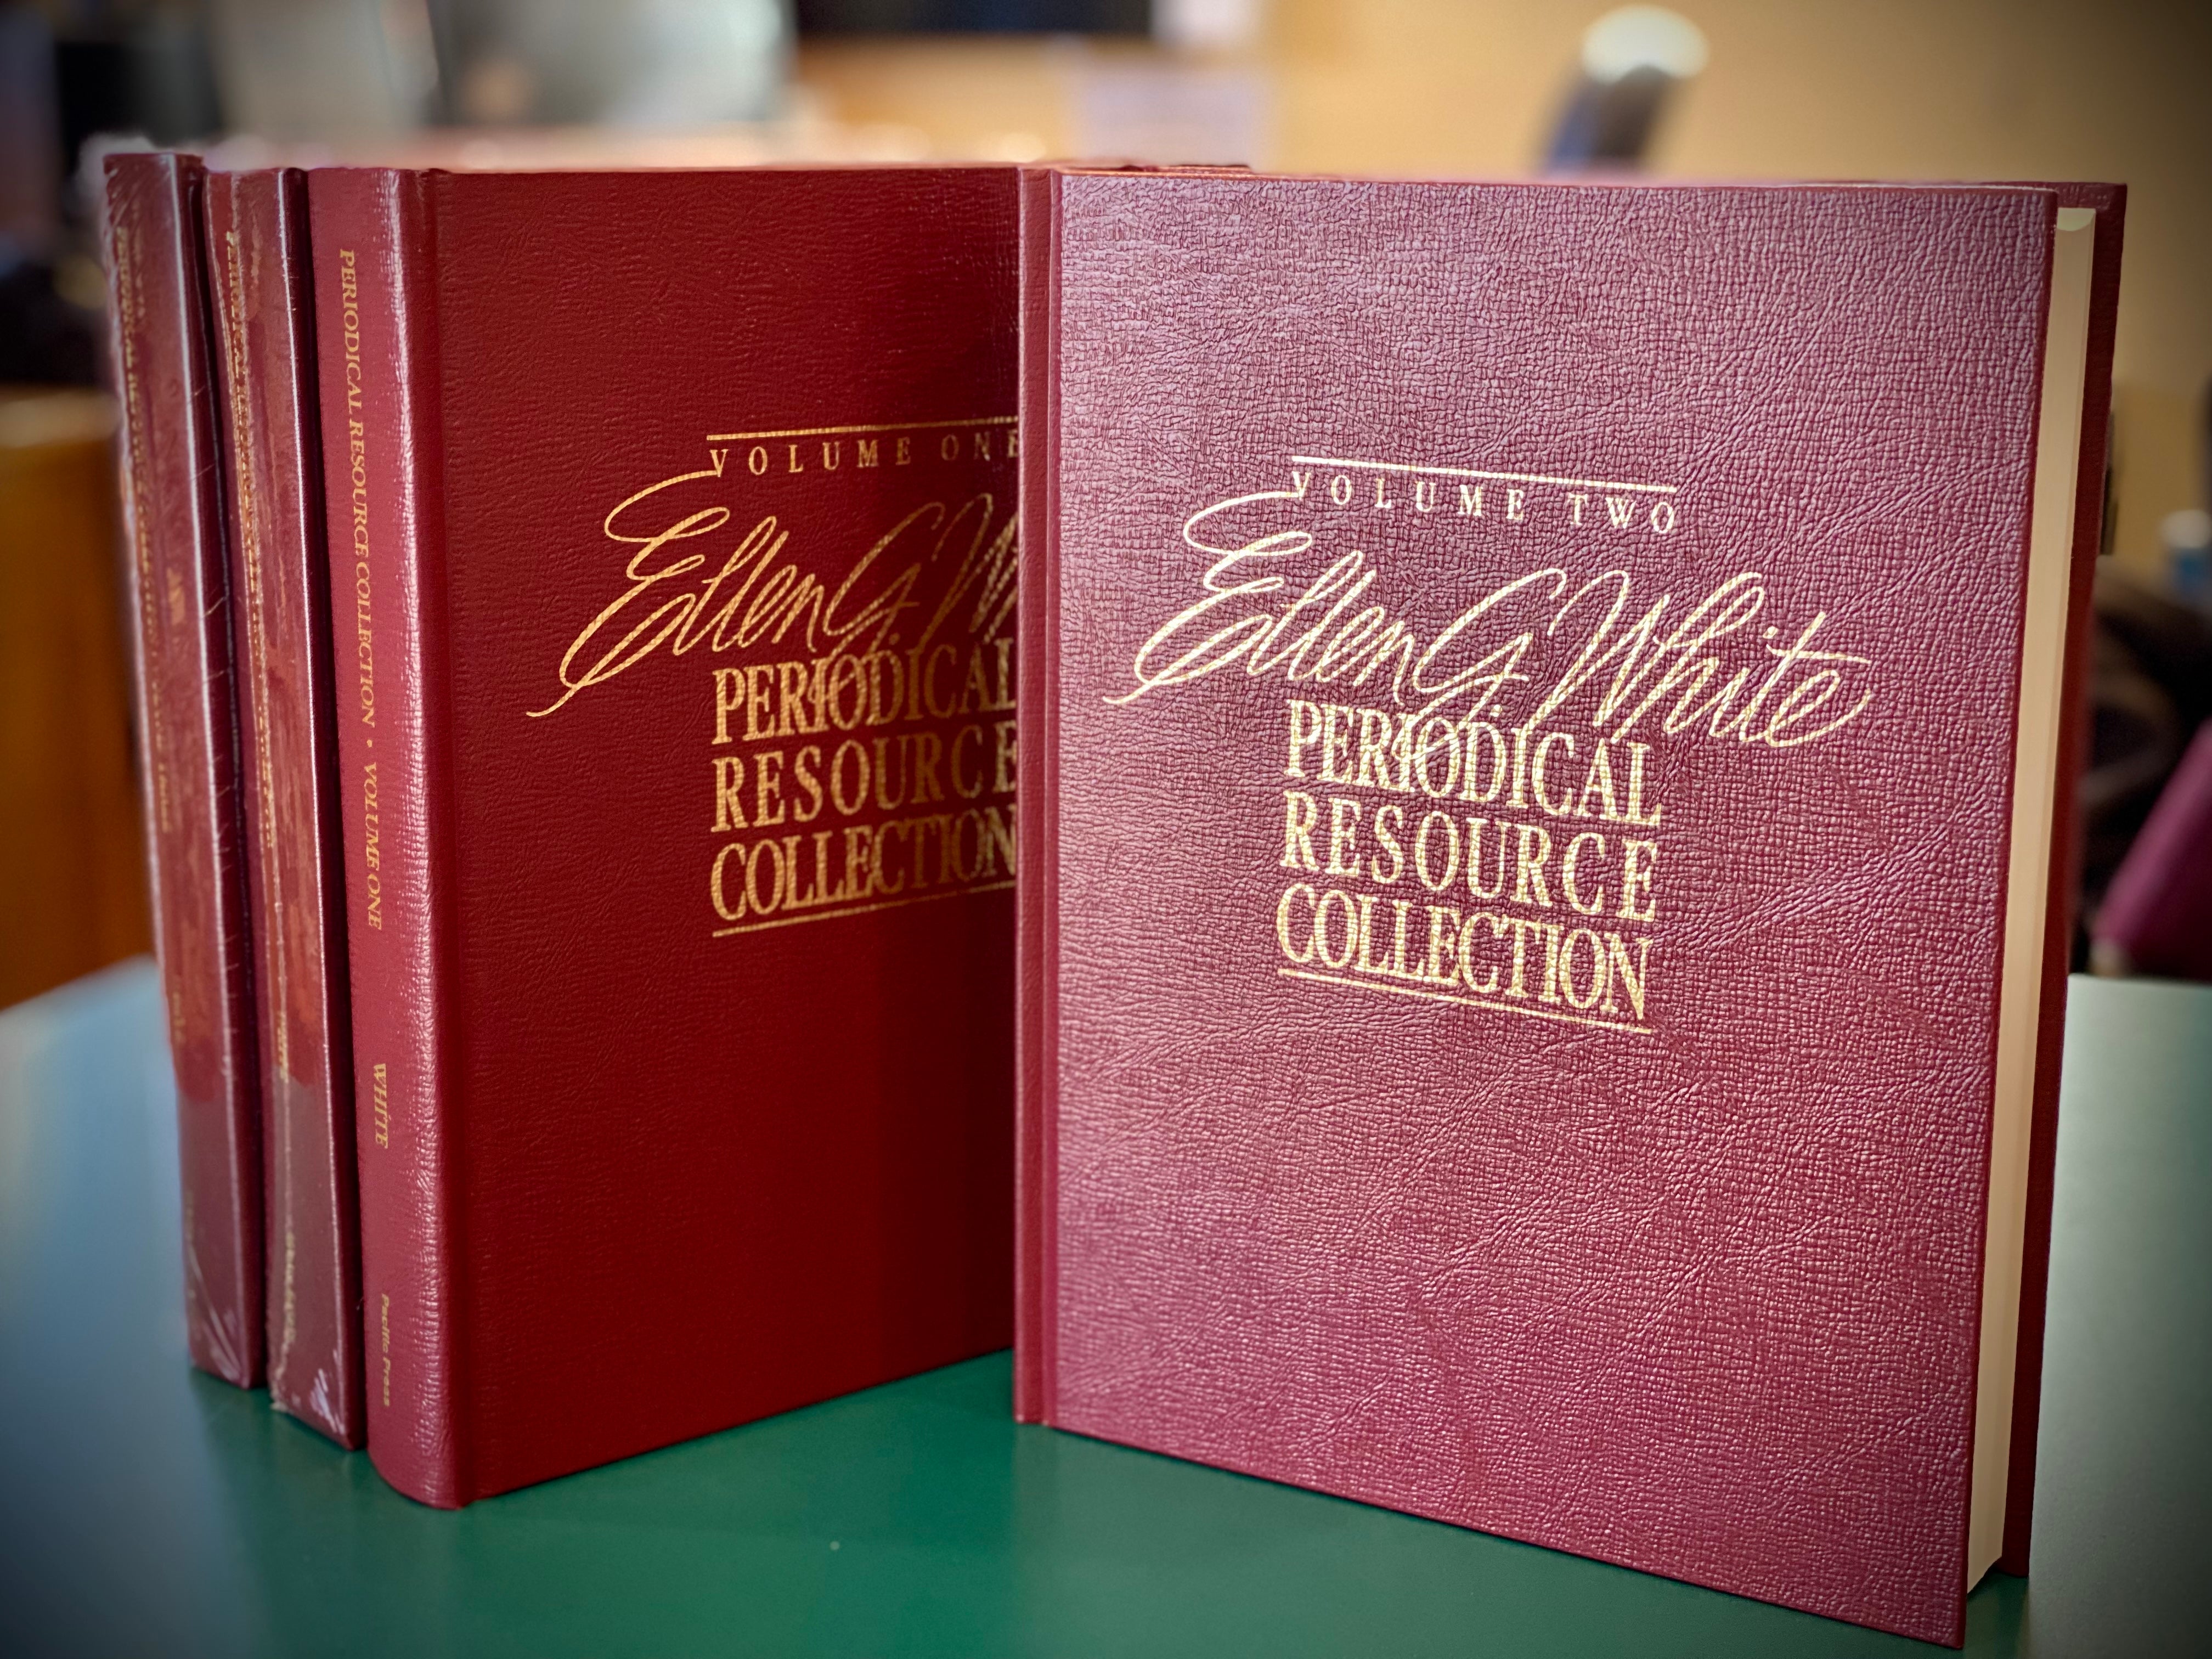 PERIODICAL RESOURCE COLLECTION • VOLUME ONE
WHITE
Pacific Press
VOLUME ONE
Ellen G. W
PERIODICAL
RESOURCE
COLLECTION
VOLUME TWO
Ellen G. White
PERIODICAL
RESOURCE
COLLECTION